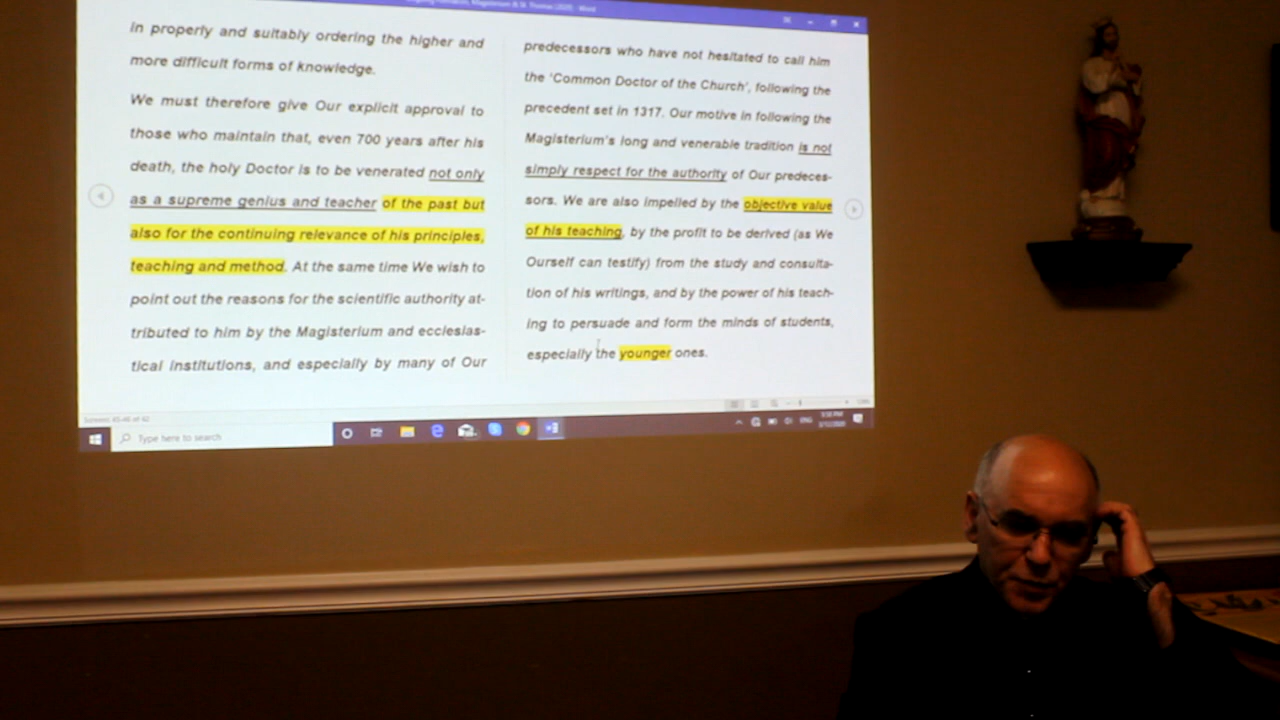 Magisterium & St. Thomas (2020) - Word
in properly and suitably ordering the higher and
more difficult forms of knowledge.
We must therefore give Our explicit approval to
those who maintain that, even 700 years after his
death, the holy Doctor is to be venerated not only
as a supreme genius and teacher of the past but
also for the continuing relevance of his principles,
teaching and method. At the same time We wish to
point out the reasons for the scientific authority at-
tributed to him by the Magisterium and ecclesias-
tical institutions, and especially by many of Our
predecessors who have not hesitated to call him
the 'Common Doctor of the Church', following the
precedent set in 1317. Our motive in following the
Magisterium's long and venerable tradition is not
simply respect for the authority of Our predeces-
sors. We are also impelled by the objective value
of his teaching, by the profit to be derived (as We
Ourself can testify) from the study and consulta-
tion of his writings, and by the power of his teach-
ing to persuade and form the minds of students,
especially the younger ones.
Type here to search
ENG